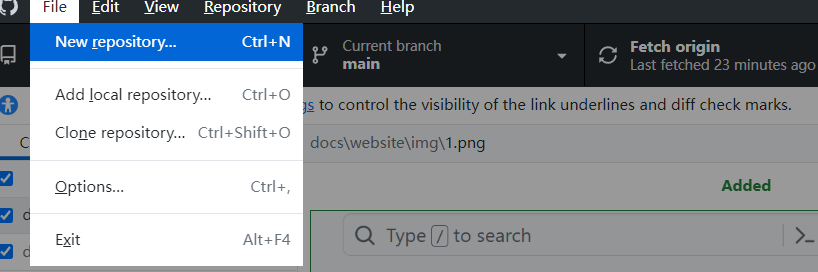 File Edit View Repository Branch Help
New repository... Ctrl+N
Current branch
main
Fetch origin
Last fetched 23 minutes ago
Add local repository... Ctrl+O
to control the visibility of the link underlines and diff check marks.
Clone repository... Ctrl+Shift+O
docs\website\img\1.png
Options... Ctrl+,
Added
Exit Alt+F4
Type / to search